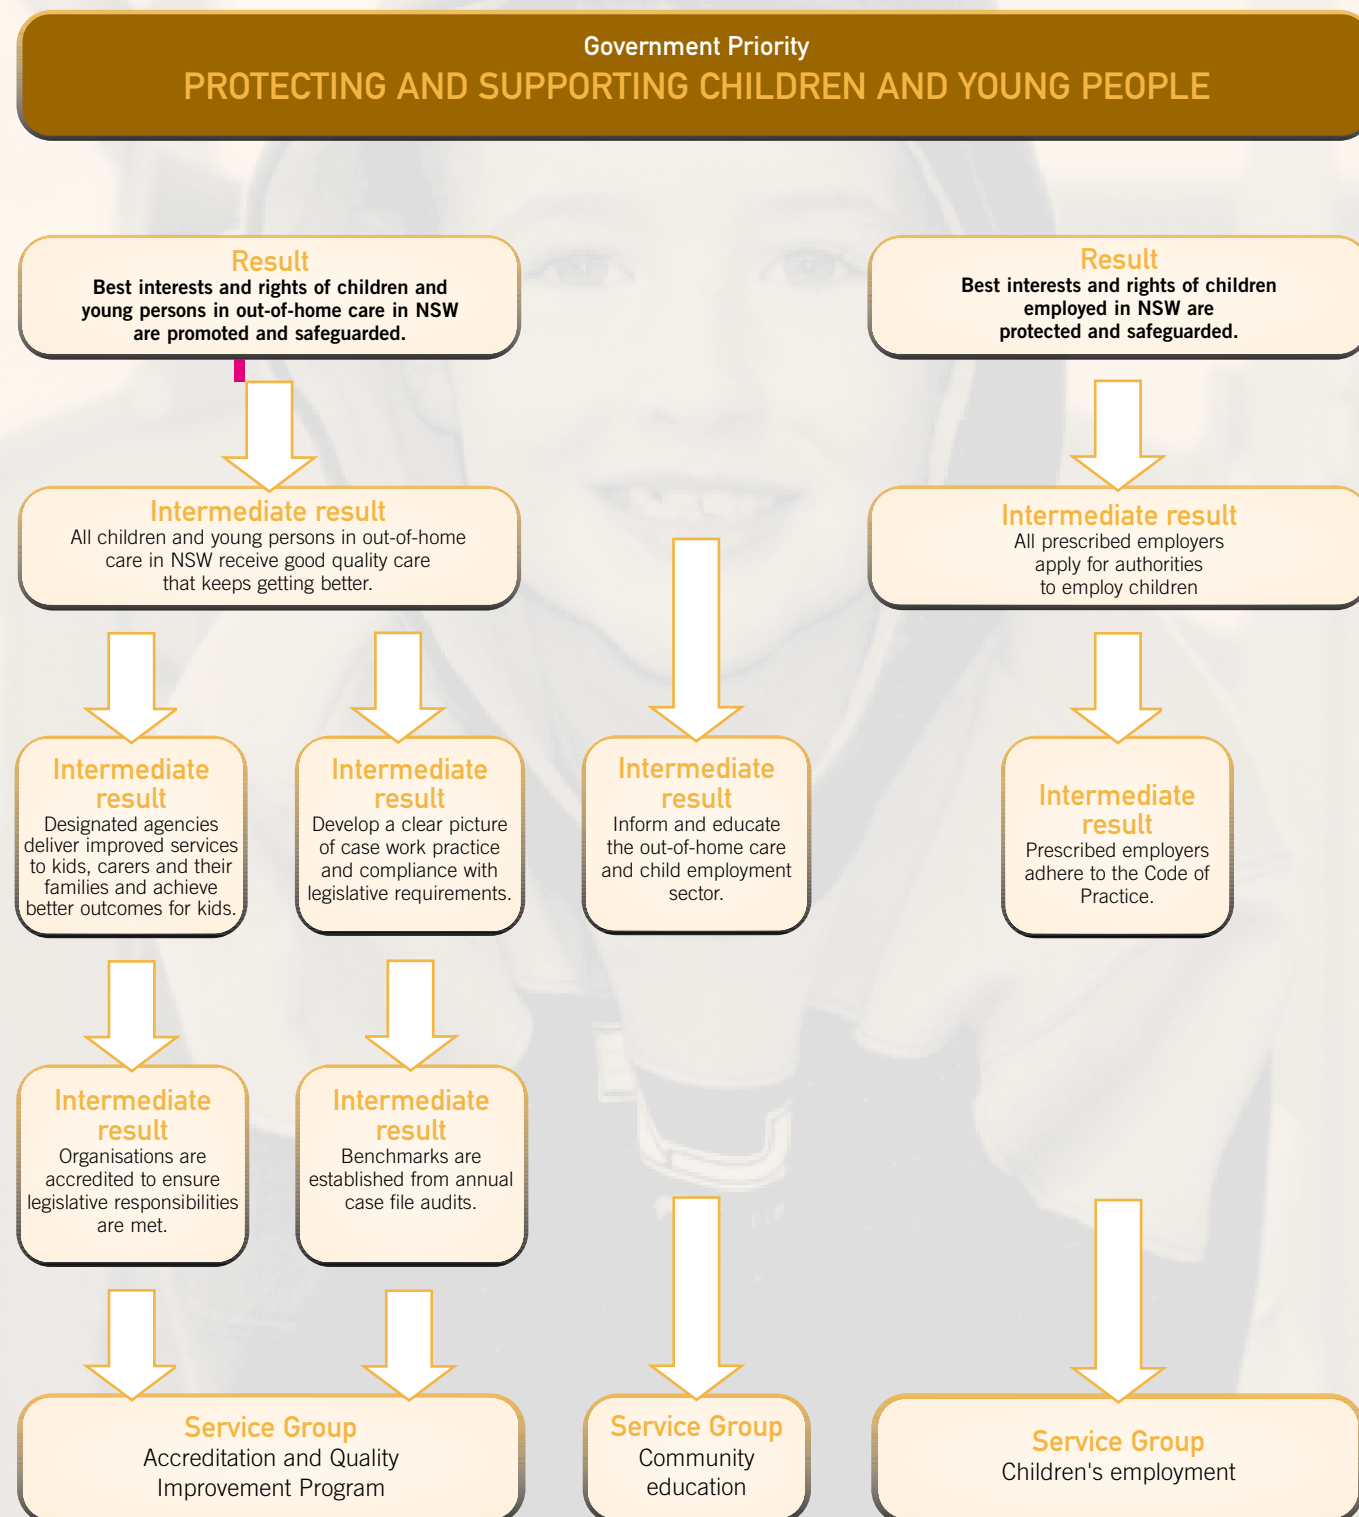 Government Priority
PROTECTING AND SUPPORTING CHILDREN AND YOUNG PEOPLE
Result
Best interests and rights of children and
young persons in out-of-home care in NSW
are promoted and safeguarded.
Result
Best interests and rights of children
employed in NSW are
protected and safeguarded.
Intermediate result
All children and young persons in out-of-home
care in NSW receive good quality care
that keeps getting better.
Intermediate result
All prescribed employers
apply for authorities
to employ children
Intermediate
result
Designated agencies
deliver improved services
to kids, carers and their
families and achieve
better outcomes for kids.
Intermediate
result
Develop a clear picture
of case work practice
and compliance with
legislative requirements.
Intermediate
result
Inform and educate
the out-of-home care
and child employment
sector.
Intermediate
result
Prescribed employers
adhere to the Code of
Practice.
Intermediate
result
Organisations are
accredited to ensure
legislative responsibilities
are met.
Intermediate
result
Benchmarks are
established from annual
case file audits.
Service Group
Accreditation and Quality
Improvement Program
Service Group
Community
education
Service Group
Children's employment